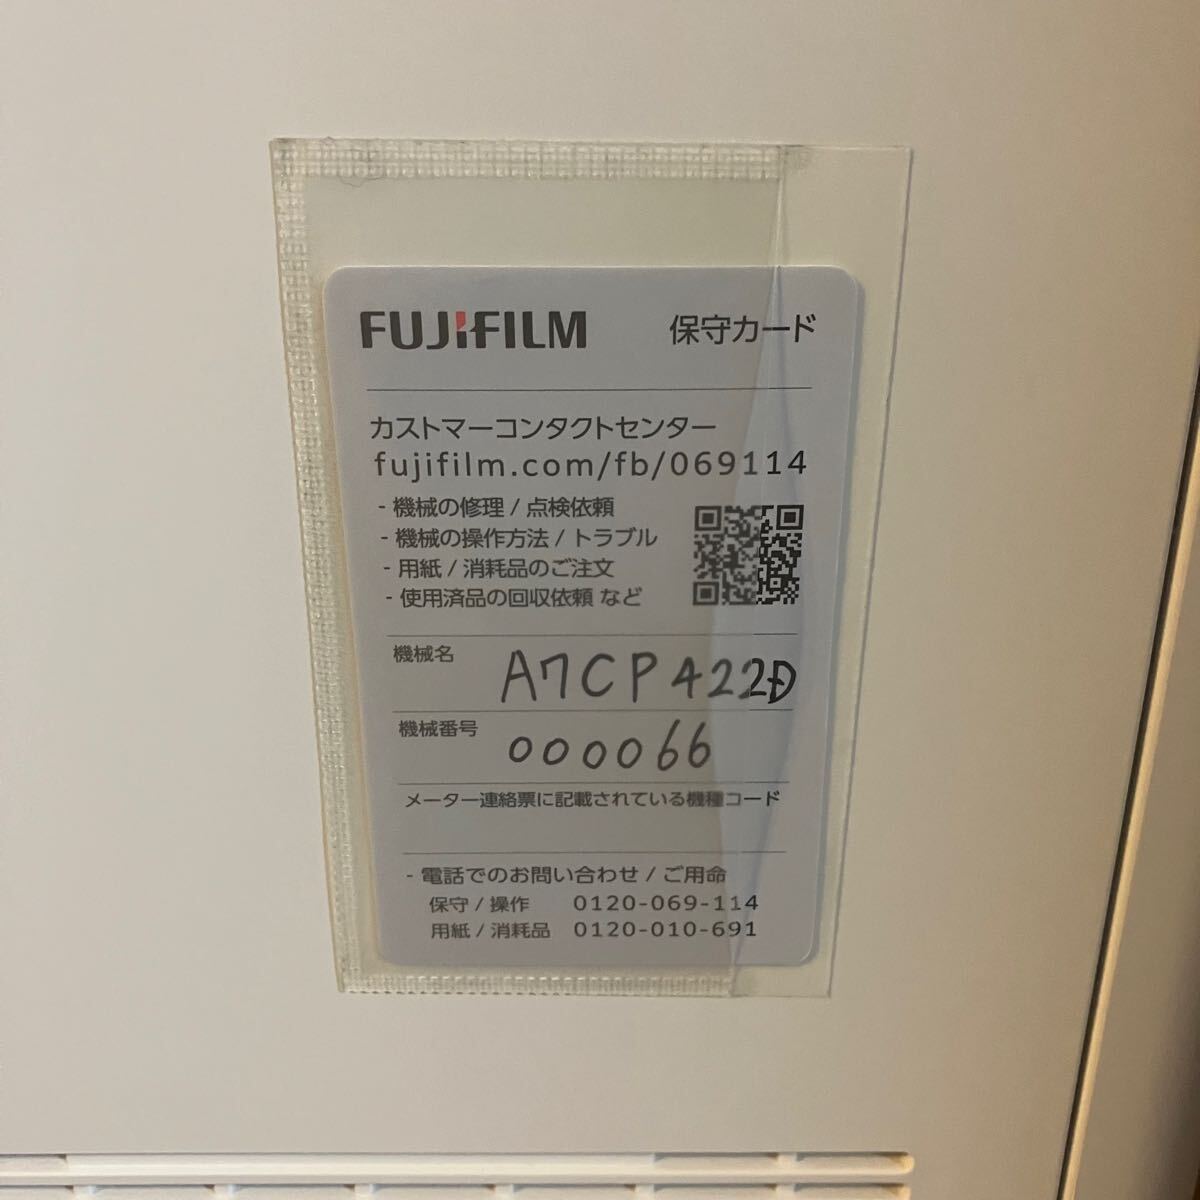 FUJIFILM 保守カード
カストマーコンタクトセンター
fujifilm.com/fb/069114
- 機械の修理 / 点検依頼
- 機械の操作方法 / トラブル
- 用紙 / 消耗品のご注文
- 使用済品の回収依頼 など
機械名 A7CP4222D
機械番号 000066
メーター連絡票に記載されている機種コード
- 電話でのお問い合わせ / ご用命
保守 / 操作 0120-069-114
用紙 / 消耗品 0120-010-691